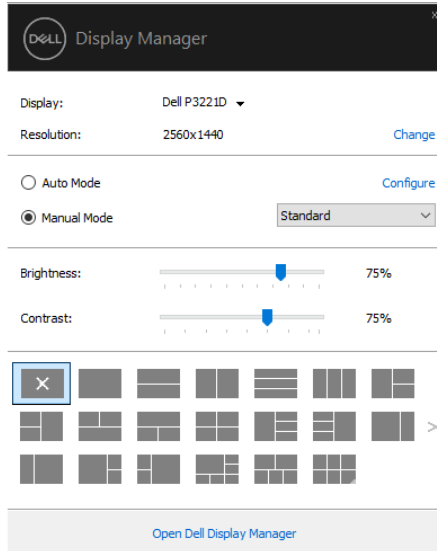 DELL Display Manager
Display: Dell P3221D
Resolution: 2560x1440 Change
Auto Mode Configure
Manual Mode Standard
Brightness: 75%
Contrast: 75%
Open Dell Display Manager